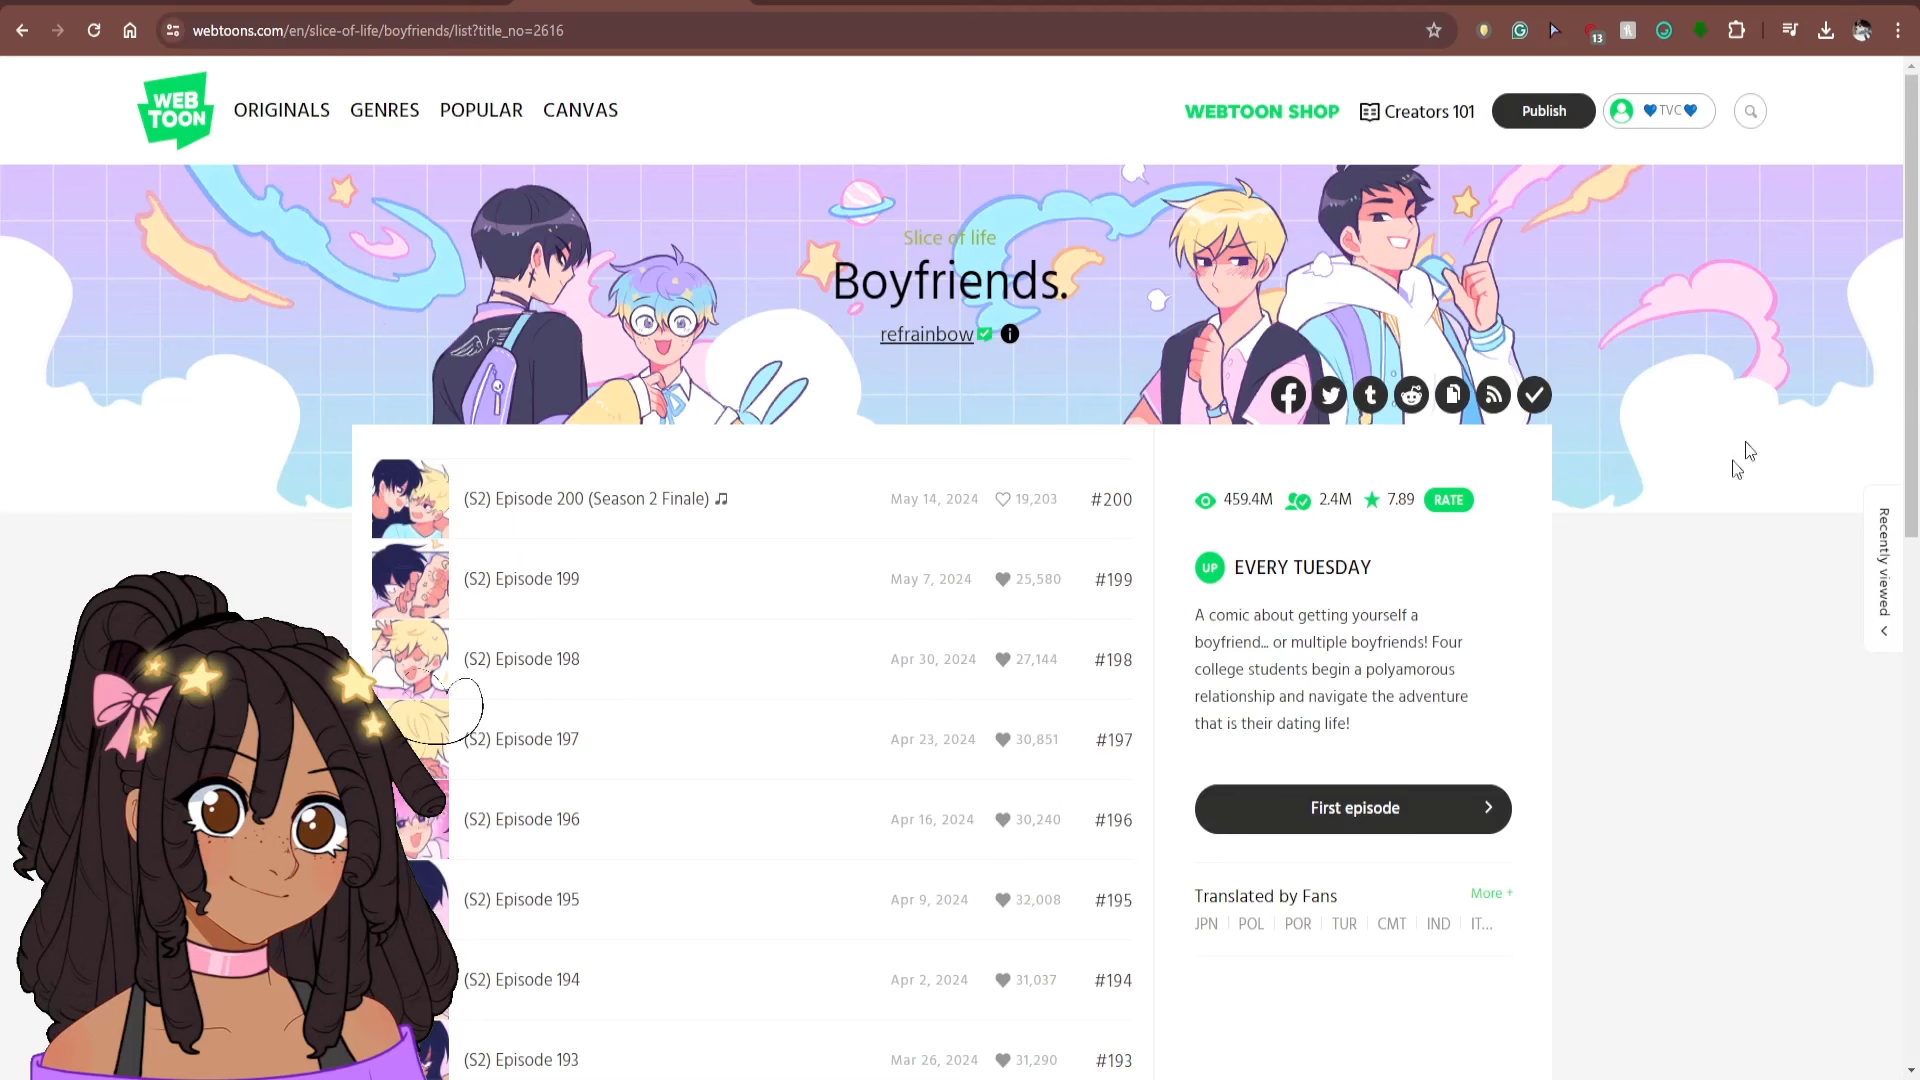 webtoons.com/en/slice-of-life/boyfriends/list?title_no=2616
13
WEB
TOON
ORIGINALS GENRES POPULAR CANVAS
WEBTOON SHOP Creators 101 Publish 💙TVC💙
Slice of life
Boyfriends.
refrainbow
(S2) Episode 200 (Season 2 Finale) ♫ May 14, 2024 19,203 #200
(S2) Episode 199 May 7, 2024 25,580 #199
(S2) Episode 198 Apr 30, 2024 27,144 #198
(S2) Episode 197 Apr 23, 2024 30,851 #197
(S2) Episode 196 Apr 16, 2024 30,240 #196
(S2) Episode 195 Apr 9, 2024 32,008 #195
(S2) Episode 194 Apr 2, 2024 31,037 #194
(S2) Episode 193 Mar 26, 2024 31,290 #193
459.4M 2.4M 7.89 RATE
UP EVERY TUESDAY
A comic about getting yourself a
boyfriend... or multiple boyfriends! Four
college students begin a polyamorous
relationship and navigate the adventure
that is their dating life!
First episode
Translated by Fans More +
JPN POL POR TUR CMT IND IT...
Recently viewed